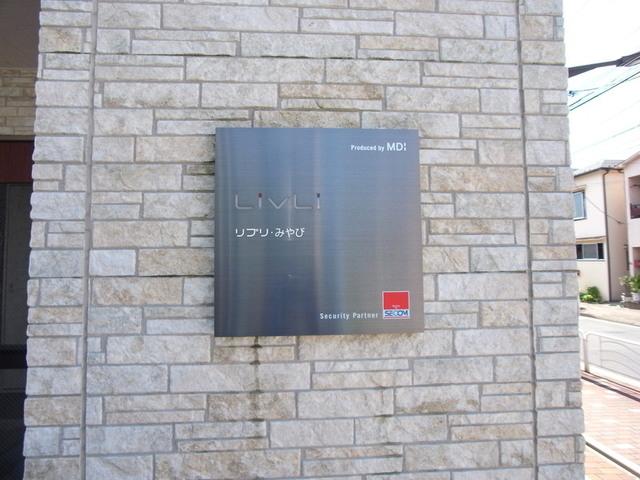 Produced by MDI
LivLi
リブリ・みやび
Security Partner
SECOM